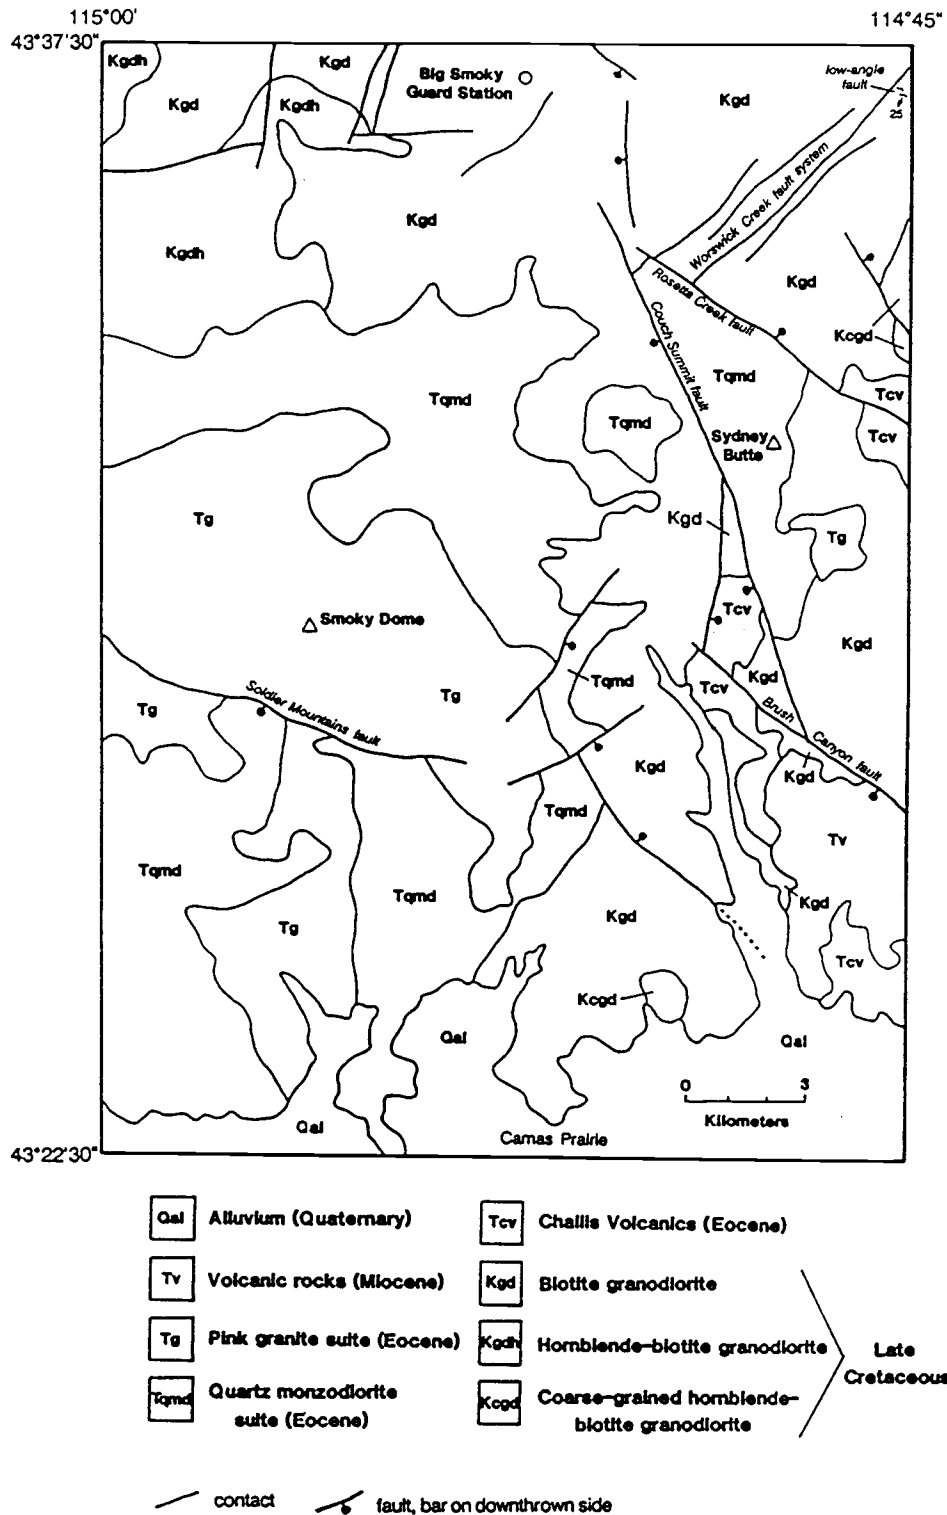 115°00'
114°45"
43°37'30"
Kgdh
Kgd
Big Smoky
Guard Station
low-angle
fault
25
Kgd
Kgdh
Kgd
Worswick Creek fault system
Kgd
Kgdh
Kgd
Rosetta Creek fault
Couch Summit fault
Kcgd
Tqmd
Tqmd
Tcv
Tqmd
Sydney
Butte
Tcv
Tg
Kgd
Tg
Smoky Dome
Tcv
Kgd
Tqmd
Kgd
Tcv
Tg
Soldier Mountains fault
Tg
Brush
Canyon fault
Kgd
Kgd
Tqmd
Tv
Tqmd
Tqmd
Kgd
Kgd
Tg
Tcv
Kcgd
Qal
Qal
0 3
Kilometers
Qal
Camas Prairie
43°22'30"
Qal Alluvium (Quaternary)
Tv Volcanic rocks (Miocene)
Tg Pink granite suite (Eocene)
Tqmd Quartz monzodiorite
suite (Eocene)
Tcv Challis Volcanics (Eocene)
Kgd Biotite granodiorite
Kgdh Hornblende-biotite granodiorite
Kcgd Coarse-grained hornblende-
biotite granodiorite
Late
Cretaceous
contact
fault, bar on downthrown side